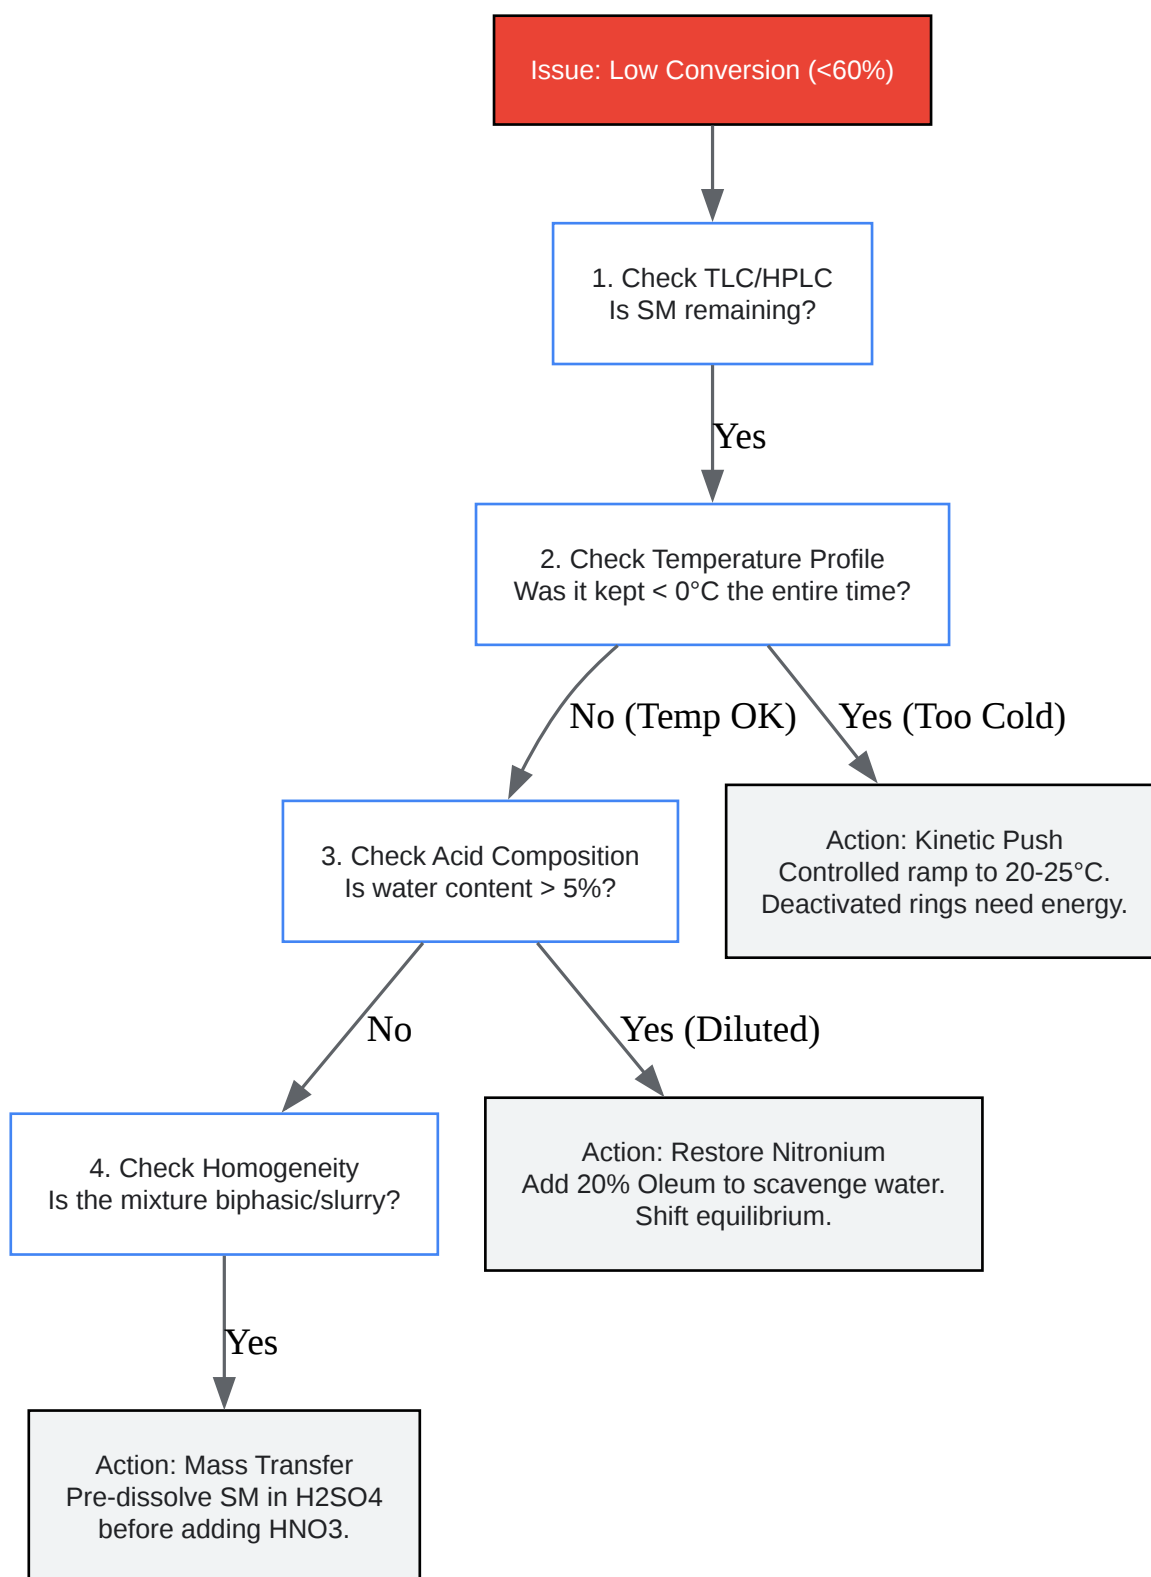 Issue: Low Conversion (<60%)
1. Check TLC/HPLC
Is SM remaining?
Yes
2. Check Temperature Profile
Was it kept < 0°C the entire time?
No (Temp OK)
Yes (Too Cold)
3. Check Acid Composition
Is water content > 5%?
Action: Kinetic Push
Controlled ramp to 20-25°C.
Deactivated rings need energy.
No
Yes (Diluted)
4. Check Homogeneity
Is the mixture biphasic/slurry?
Action: Restore Nitronium
Add 20% Oleum to scavenge water.
Shift equilibrium.
Yes
Action: Mass Transfer
Pre-dissolve SM in H2SO4
before adding HNO3.